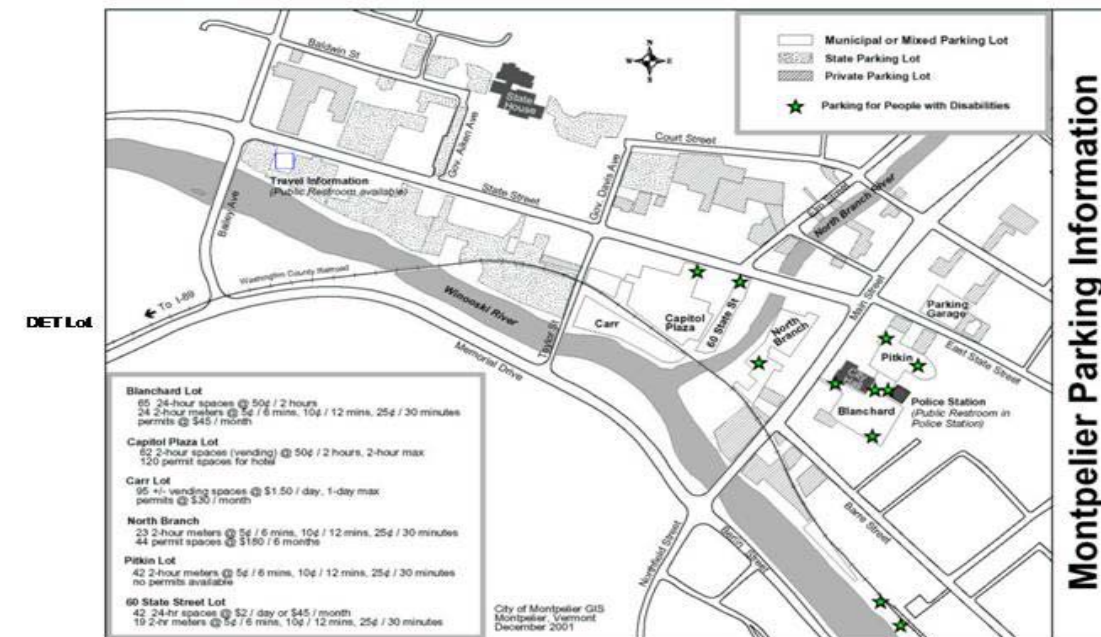 Montpelier Parking Information
Municipal or Mixed Parking Lot
State Parking Lot
Private Parking Lot
Parking for People with Disabilities
N
W E
S
Baldwin St
State House
Court Street
Gov. Aiken Ave
Gov. Davis Ave
Travel Information
(Public Restroom available)
State Street
Elm Street
North Branch River
Bailey Ave
Washington County Railroad
Winooski River
Main Street
To I-89
DET Lot
Carr
Capitol Plaza
60 State St
North Branch
Parking Garage
Taylor St
Memorial Drive
East State Street
Pitkin
Blanchard
Police Station
(Public Restroom in Police Station)
Barre Street
Northfield Street
Berlin Street
Blanchard Lot
65 24-hour spaces @ 50¢ / 2 hours
24 2-hour meters @ 5¢ / 6 mins, 10¢ / 12 mins, 25¢ / 30 minutes
permits @ $45 / month
Capitol Plaza Lot
62 2-hour spaces (vending) @ 50¢ / 2 hours, 2-hour max
120 permit spaces for hotel
Carr Lot
95 +/- vending spaces @ $1.50 / day, 1-day max
permits @ $30 / month
North Branch
23 2-hour meters @ 5¢ / 6 mins, 10¢ / 12 mins, 25¢ / 30 minutes
44 permit spaces @ $180 / 6 months
Pitkin Lot
42 2-hour meters @ 5¢ / 6 mins, 10¢ / 12 mins, 25¢ / 30 minutes
no permits available
60 State Street Lot
42 24-hr spaces @ $2 / day or $45 / month
19 2-hr meters @ 5¢ / 6 mins, 10¢ / 12 mins, 25¢ / 30 minutes
City of Montpelier GIS
Montpelier, Vermont
December 2001